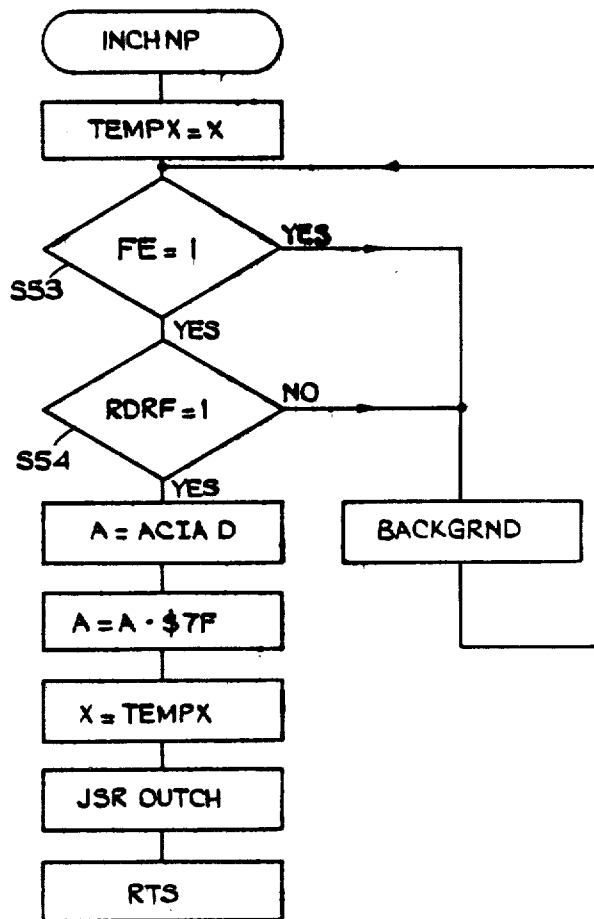 INCHNP
TEMPX = X
FE = 1
YES
S53
YES
RDRF = 1
NO
S54
YES
A = ACIA D
BACKGRND
A = A · $7F
X = TEMPX
JSR OUTCH
RTS